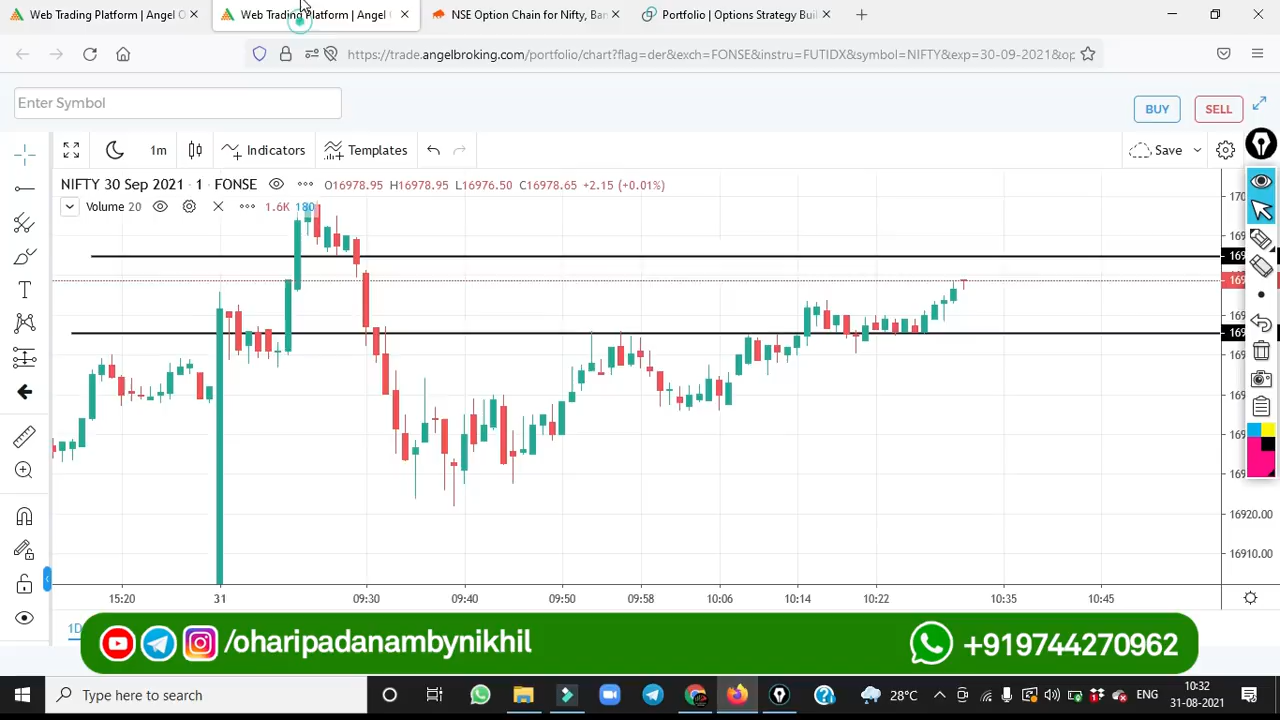 Web Trading Platform | Angel O
Web Trading Platform | Angel
NSE Option Chain for Nifty, Ban
Portfolio | Options Strategy Buil
https://trade.angelbroking.com/portfolio/chart?flag=der&exch=FONSE&instru=FUTIDX&symbol=NIFTY&exp=30-09-2021&op
Enter Symbol
BUY
SELL
1m
Indicators
Templates
Save
NIFTY 30 Sep 2021 · 1 · FONSE
O16978.95 H16978.95 L16976.50 C16978.65 +2.15 (+0.01%)
Volume 20
1.6K 180
16920.00
16910.00
15:20
31
09:30
09:40
09:50
09:58
10:06
10:14
10:22
10:35
10:45
1D
/oharipadanambynikhil
+919744270962
Type here to search
28°C
ENG
10:32
31-08-2021